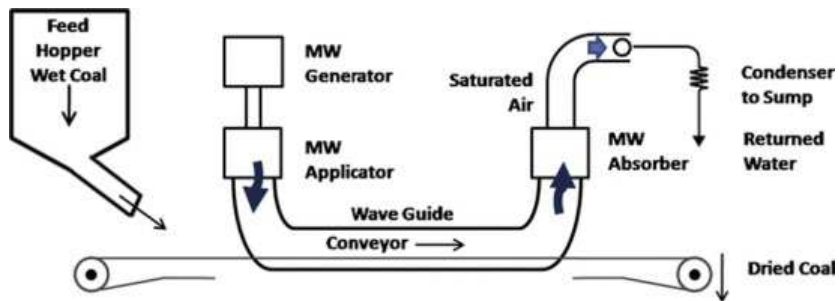 Feed
Hopper
Wet Coal
MW
Generator
MW
Applicator
Saturated
Air
MW
Absorber
Condenser
to Sump
Returned
Water
Wave Guide
Conveyor
Dried Coal